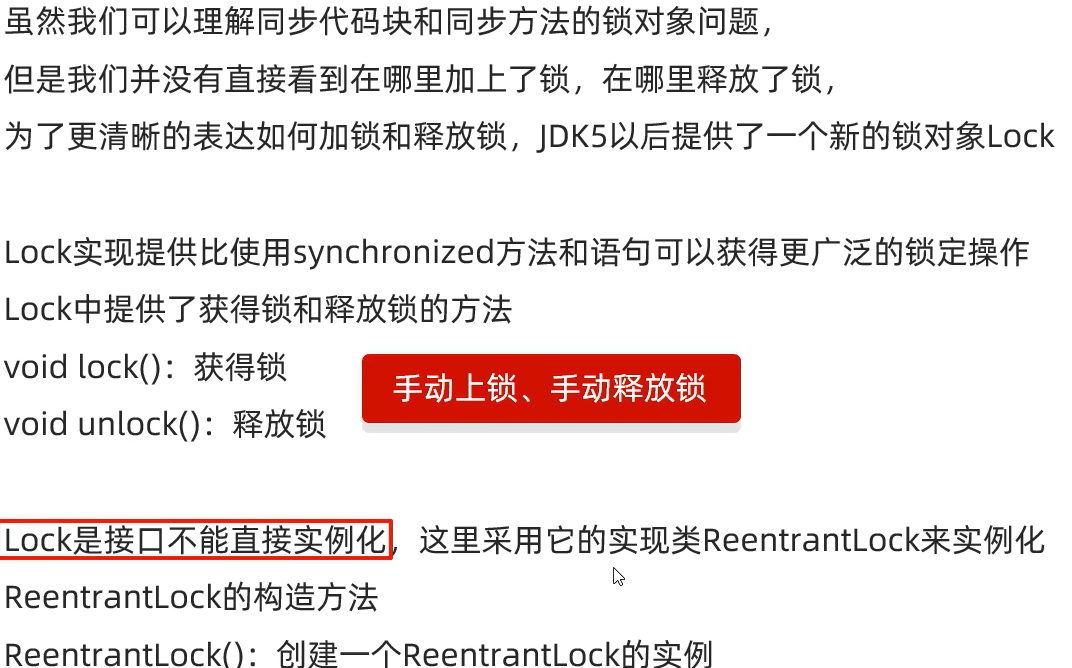 虽然我们可以理解同步代码块和同步方法的锁对象问题，
但是我们并没有直接看到在哪里加上了锁，在哪里释放了锁，
为了更清晰的表达如何加锁和释放锁，JDK5以后提供了一个新的锁对象Lock
Lock实现提供比使用synchronized方法和语句可以获得更广泛的锁定操作
Lock中提供了获得锁和释放锁的方法
void lock()：获得锁
手动上锁、手动释放锁
void unlock()：释放锁
Lock是接口不能直接实例化，这里采用它的实现类ReentrantLock来实例化
ReentrantLock的构造方法
ReentrantLock()：创建一个ReentrantLock的实例